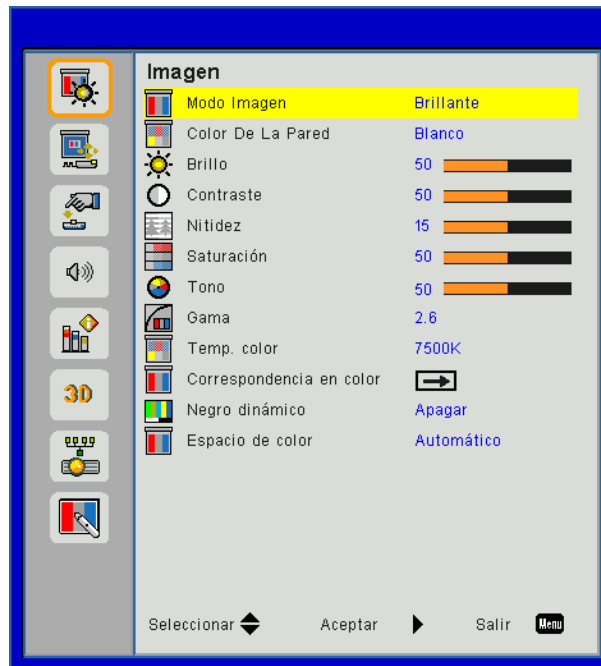 Imagen
Modo Imagen Brillante
Color De La Pared Blanco
Brillo 50
Contraste 50
Nitidez 15
Saturación 50
Tono 50
Gama 2.6
Temp. color 7500K
Correspondencia en color
Negro dinámico Apagar
Espacio de color Automático
3D
Seleccionar Aceptar Salir Menu